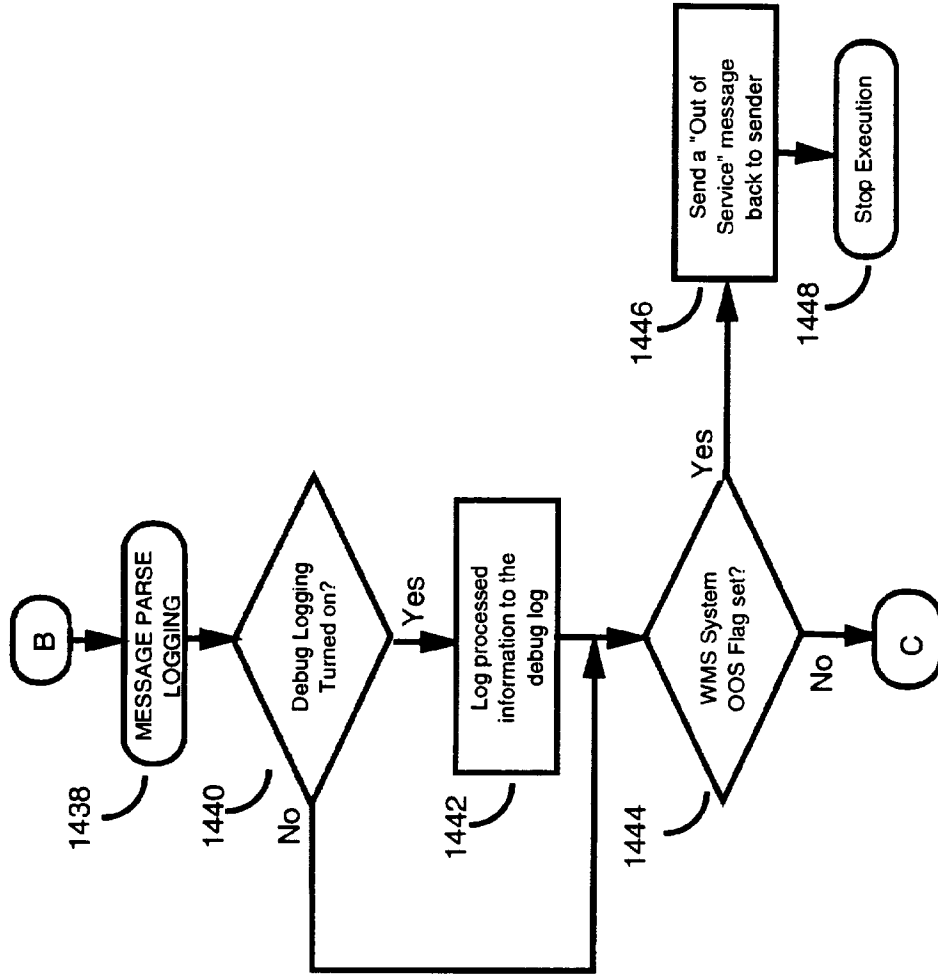 B
MESSAGE PARSE
LOGGING
1438
Debug Logging
Turned on?
1440
No
Yes
Log processed
information to the
debug log
1442
WMS System
OOS Flag set?
1444
Yes
No
Send a "Out of
Service" message
back to sender
1446
Stop Execution
1448
C